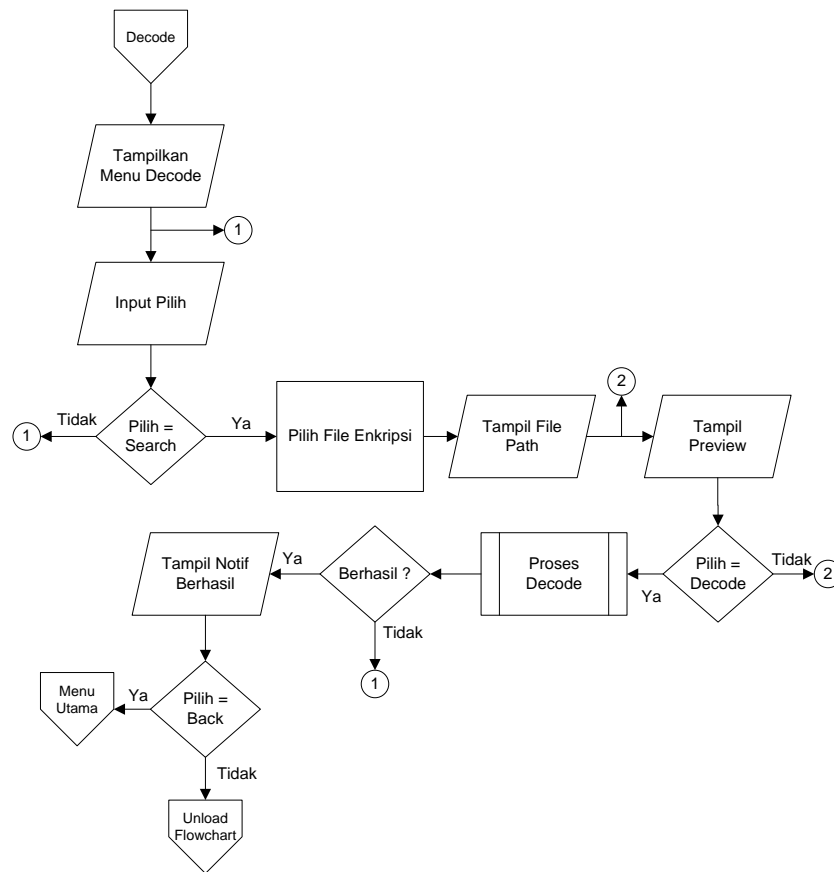 Decode
Tampilkan
Menu Decode
1
Input Pilih
Pilih =
Search
Tidak
1
Ya
Pilih File Enkripsi
Tampil File
Path
2
Tampil
Preview
Pilih =
Decode
Tidak
2
Ya
Proses
Decode
Berhasil ?
Tidak
1
Ya
Tampil Notif
Berhasil
Pilih =
Back
Ya
Menu
Utama
Tidak
Unload
Flowchart